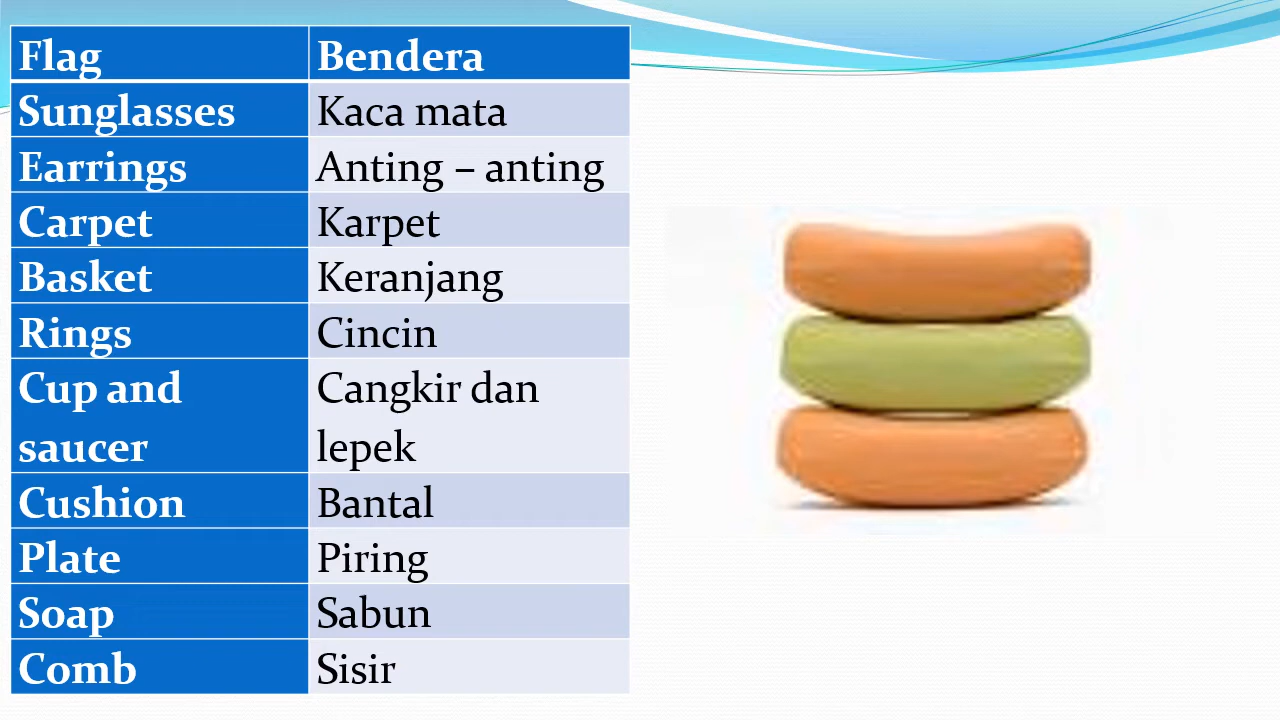 Flag Bendera
Sunglasses Kaca mata
Earrings Anting – anting
Carpet Karpet
Basket Keranjang
Rings Cincin
Cup and Cangkir dan
saucer lepek
Cushion Bantal
Plate Piring
Soap Sabun
Comb Sisir